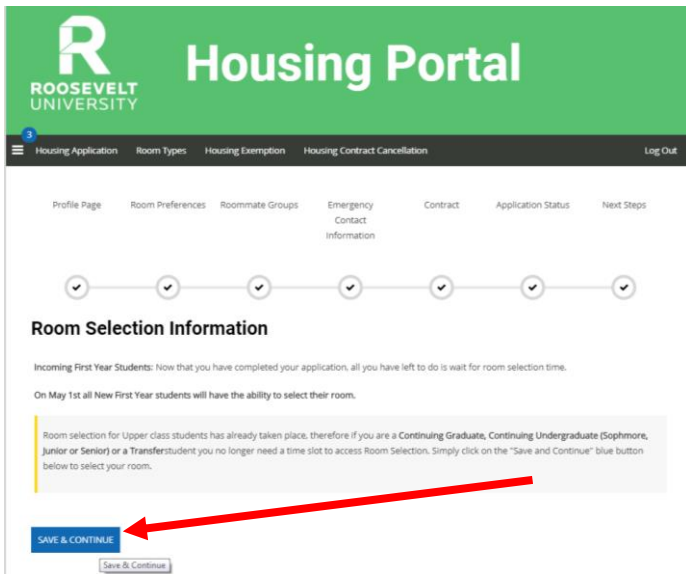 R
ROOSEVELT
UNIVERSITY
Housing Portal
3
Housing Application Room Types Housing Exemption Housing Contract Cancellation Log Out
Profile Page Room Preferences Roommate Groups Emergency Contact Information Contract Application Status Next Steps
Room Selection Information
Incoming First Year Students: Now that you have completed your application, all you have left to do is wait for room selection time.
On May 1st all New First Year students will have the ability to select their room.
Room selection for Upper class students has already taken place, therefore if you are a Continuing Graduate, Continuing Undergraduate (Sophmore,
Junior or Senior) or a Transferstudent you no longer need a time slot to access Room Selection. Simply click on the "Save and Continue" blue button
below to select your room.
SAVE & CONTINUE
Save & Continue